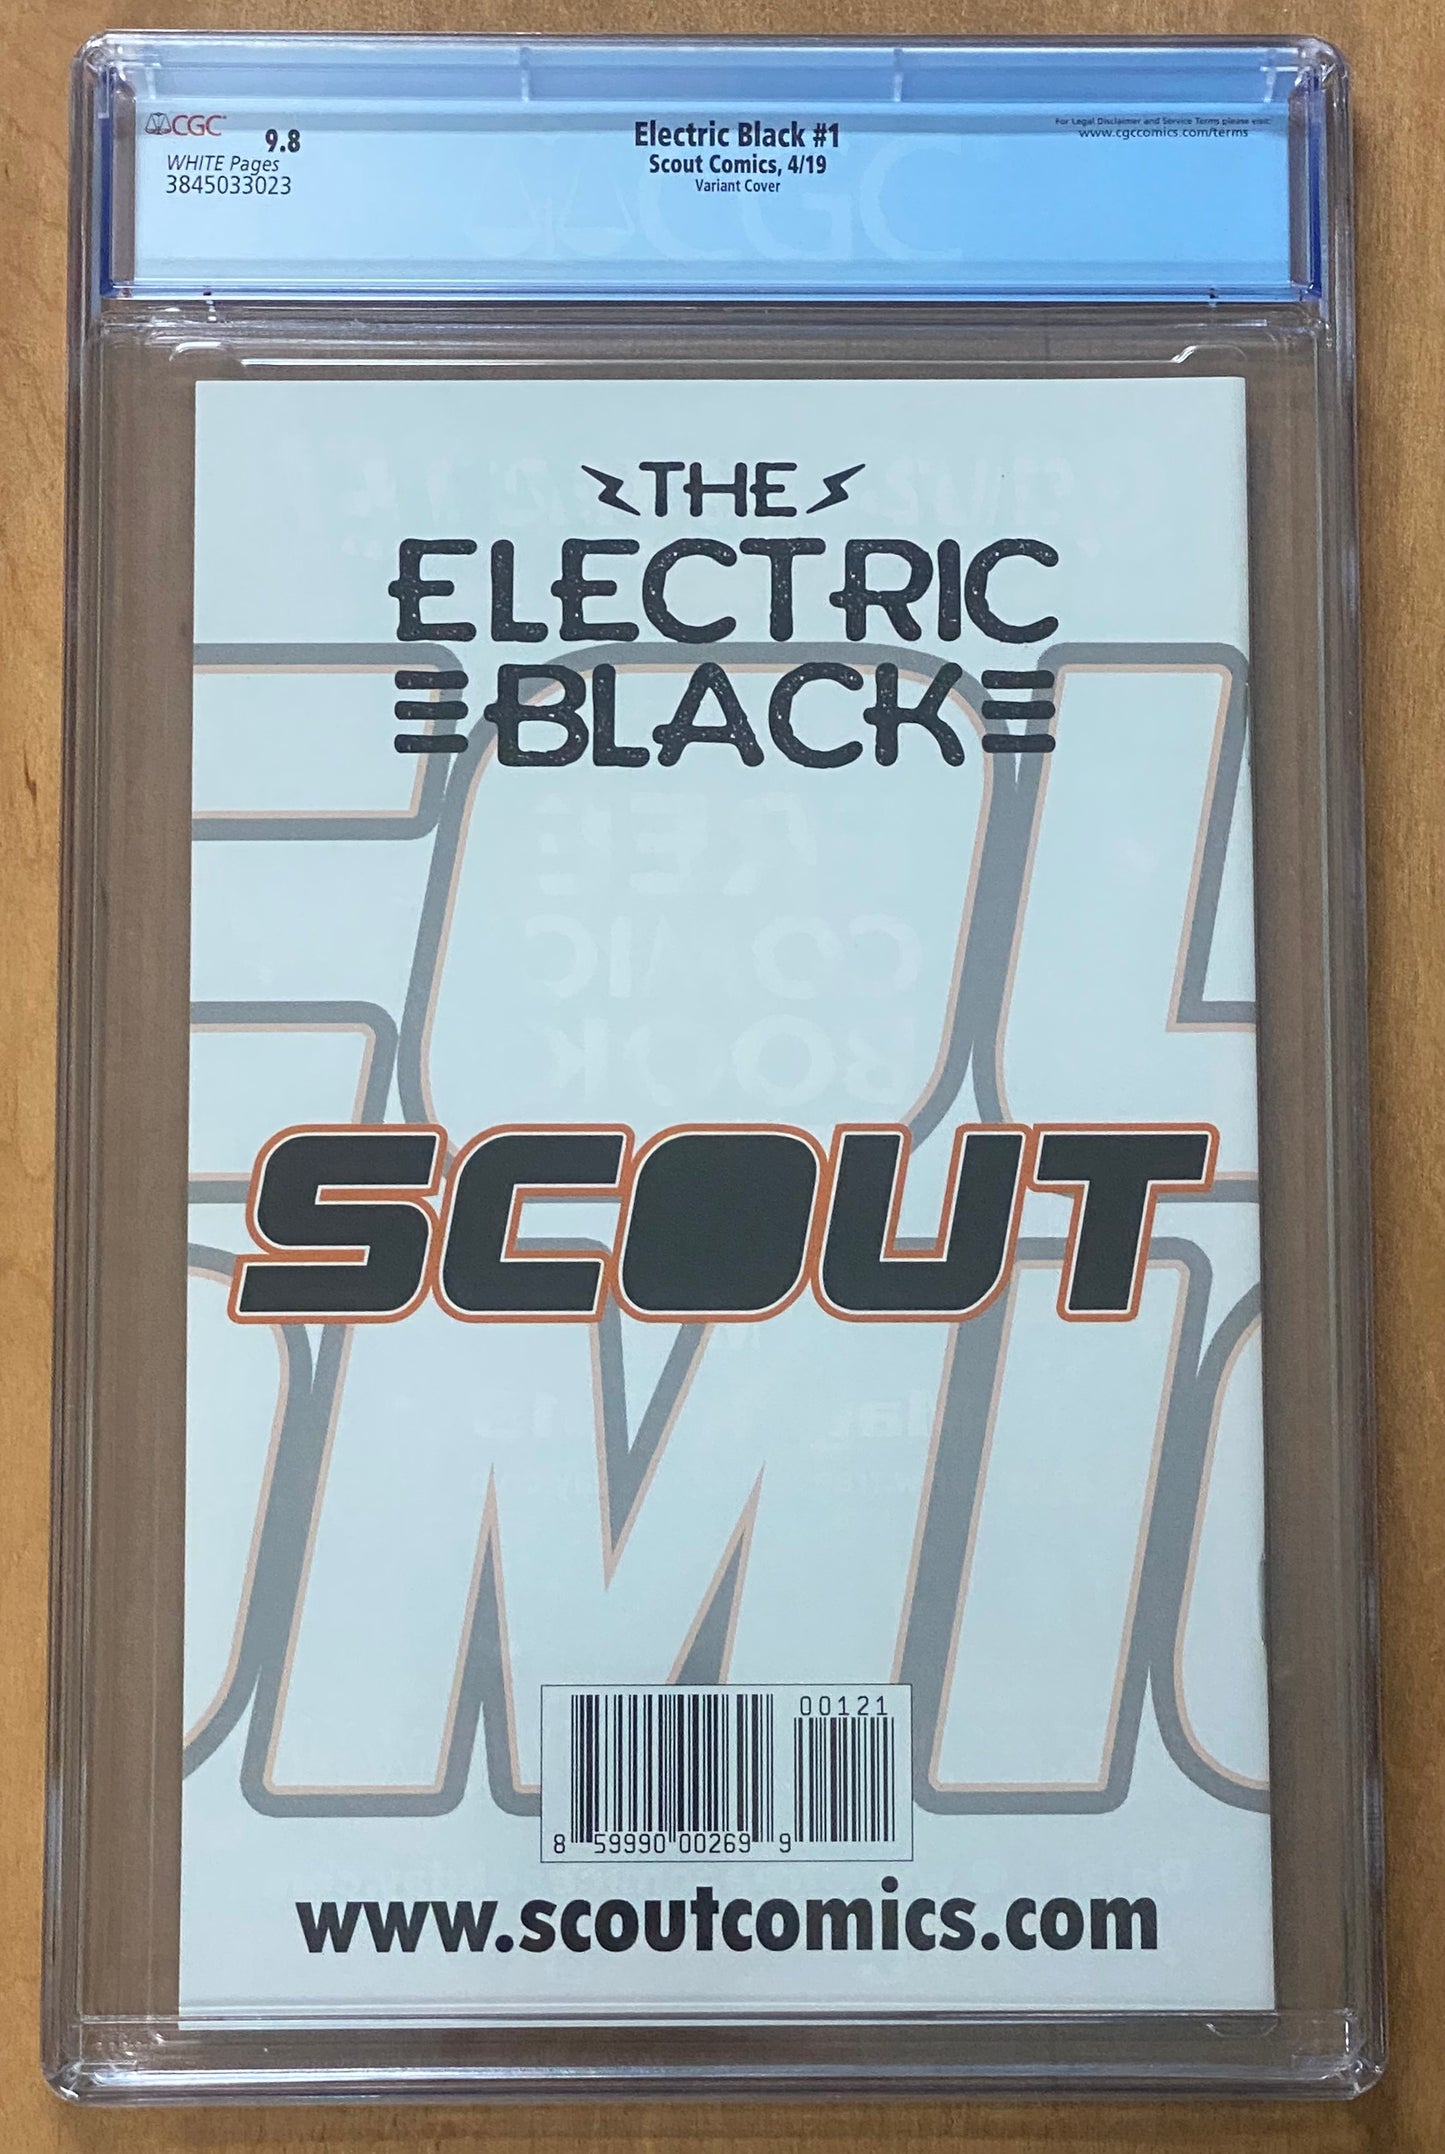 CGC
9.8
WHITE Pages
3845033023
Electric Black #1
Scout Comics, 4/19
Variant Cover
For Legal Disclaimer and Service Terms please visit:
www.cgccomics.com/terms
CGC
THE
ELECTRIC
BLACK
SCOUT
00121
8 59990 00269 9
www.scoutcomics.com